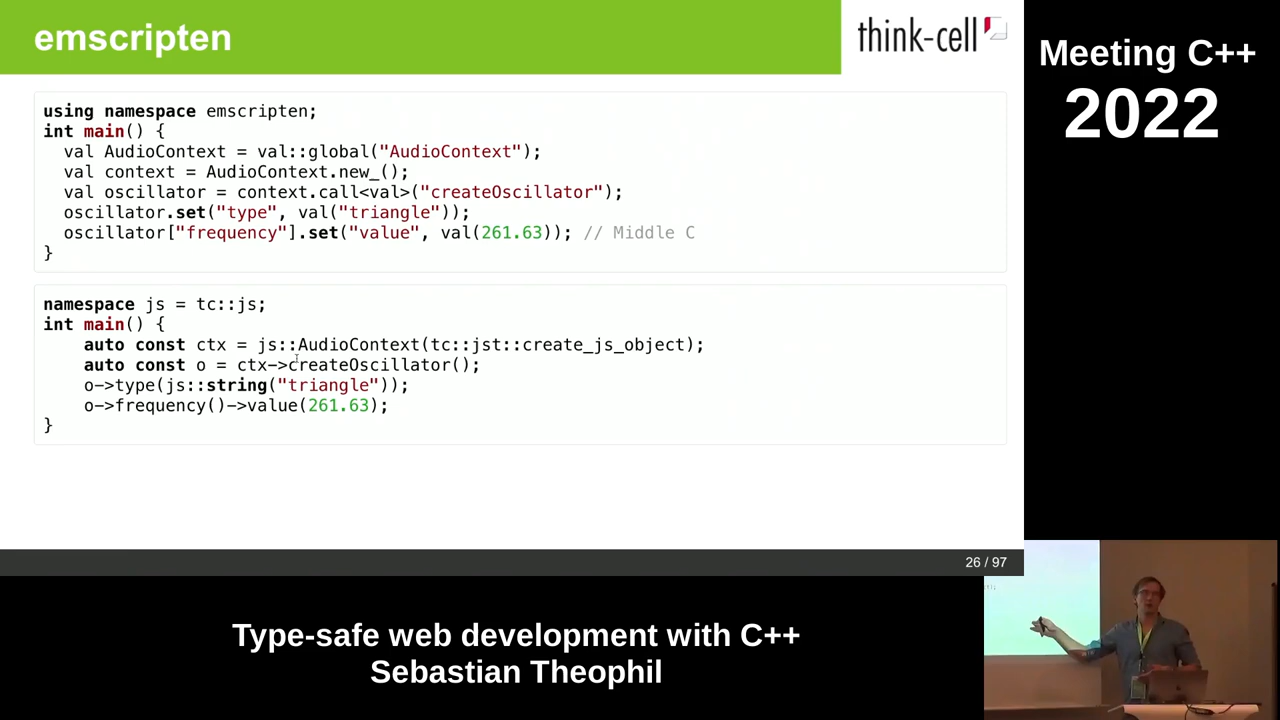 emscripten
think-cell
using namespace emscripten;
int main() {
  val AudioContext = val::global("AudioContext");
  val context = AudioContext.new_();
  val oscillator = context.call<val>("createOscillator");
  oscillator.set("type", val("triangle"));
  oscillator["frequency"].set("value", val(261.63)); // Middle C
}
namespace js = tc::js;
int main() {
    auto const ctx = js::AudioContext(tc::jst::create_js_object);
    auto const o = ctx->createOscillator();
    o->type(js::string("triangle"));
    o->frequency()->value(261.63);
}
26 / 97
Meeting C++
2022
Type-safe web development with C++
Sebastian Theophil